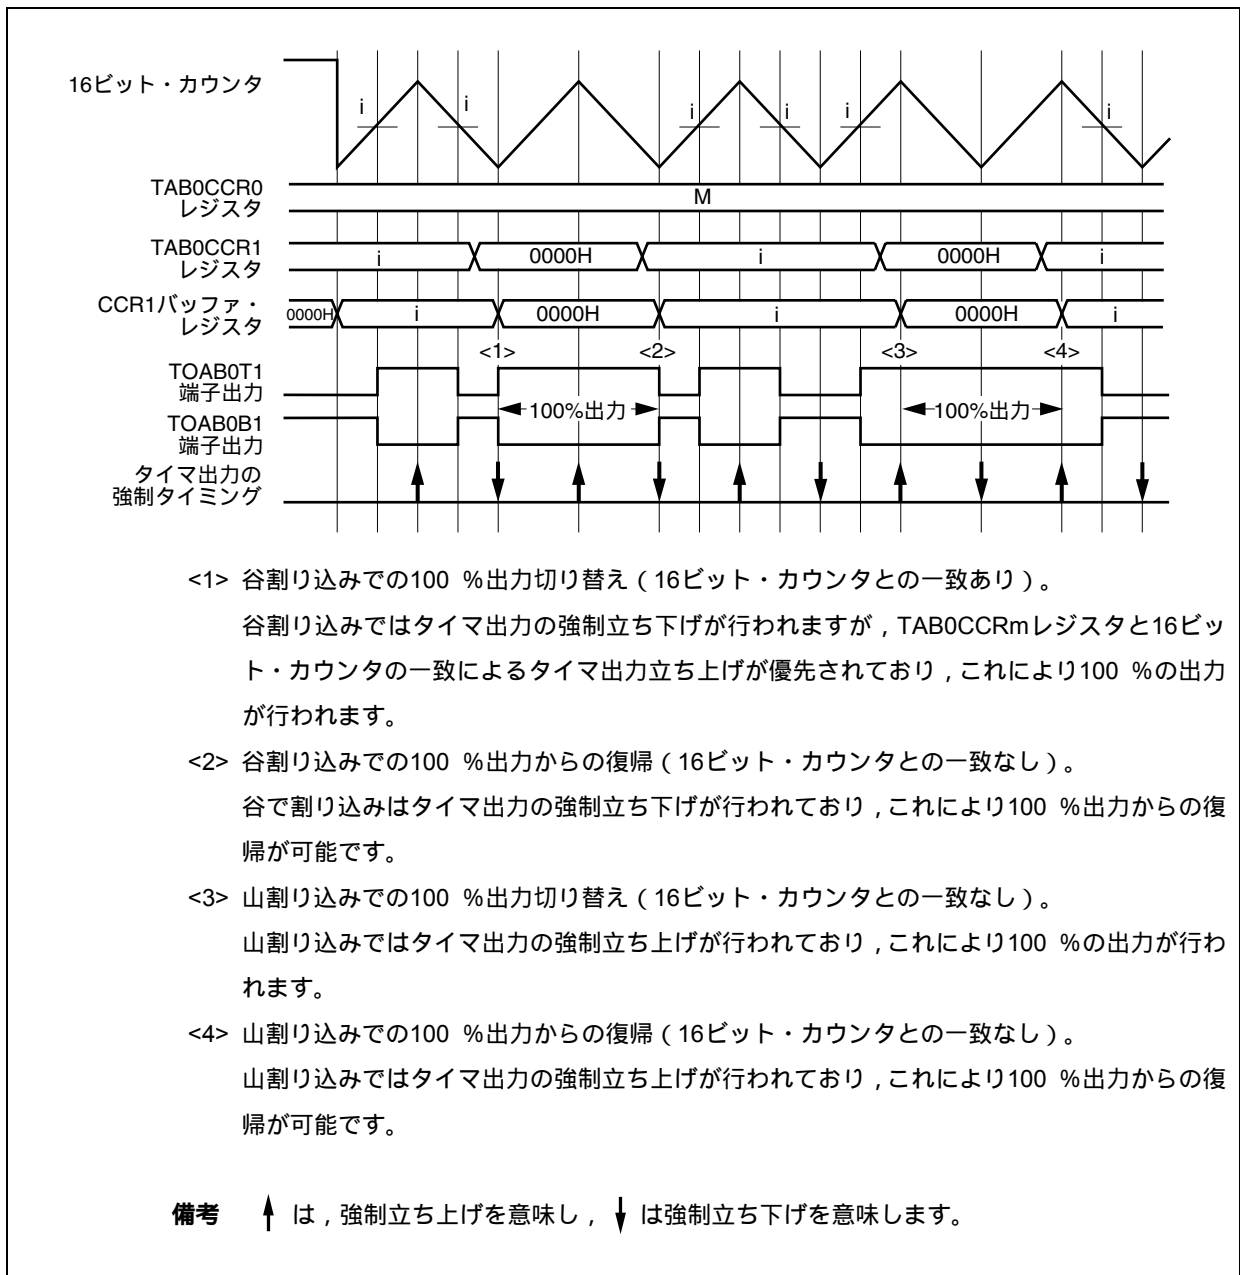 16ビット・カウンタ
i i i i i i
TAB0CCR0
レジスタ
M
TAB0CCR1
レジスタ
i 0000H i 0000H i
CCR1バッファ・
レジスタ
0000H i 0000H i 0000H i
<1> <2> <3> <4>
TOAB0T1
端子出力
100%出力 100%出力
TOAB0B1
端子出力
タイマ出力の
強制タイミング
<1> 谷割り込みでの100 %出力切り替え(16ビット・カウンタとの一致あり)。
谷割り込みではタイマ出力の強制立ち下げが行われますが,TAB0CCRmレジスタと16ビッ
ト・カウンタの一致によるタイマ出力立ち上げが優先されており,これにより100 %の出力
が行われます。
<2> 谷割り込みでの100 %出力からの復帰(16ビット・カウンタとの一致なし)。
谷で割り込みはタイマ出力の強制立ち下げが行われており,これにより100 %出力からの復
帰が可能です。
<3> 山割り込みでの100 %出力切り替え(16ビット・カウンタとの一致なし)。
山割り込みではタイマ出力の強制立ち上げが行われており,これにより100 %の出力が行わ
れます。
<4> 山割り込みでの100 %出力からの復帰(16ビット・カウンタとの一致なし)。
山割り込みではタイマ出力の強制立ち上げが行われており,これにより100 %出力からの復
帰が可能です。
備考 ↑ は,強制立ち上げを意味し,↓ は強制立ち下げを意味します。